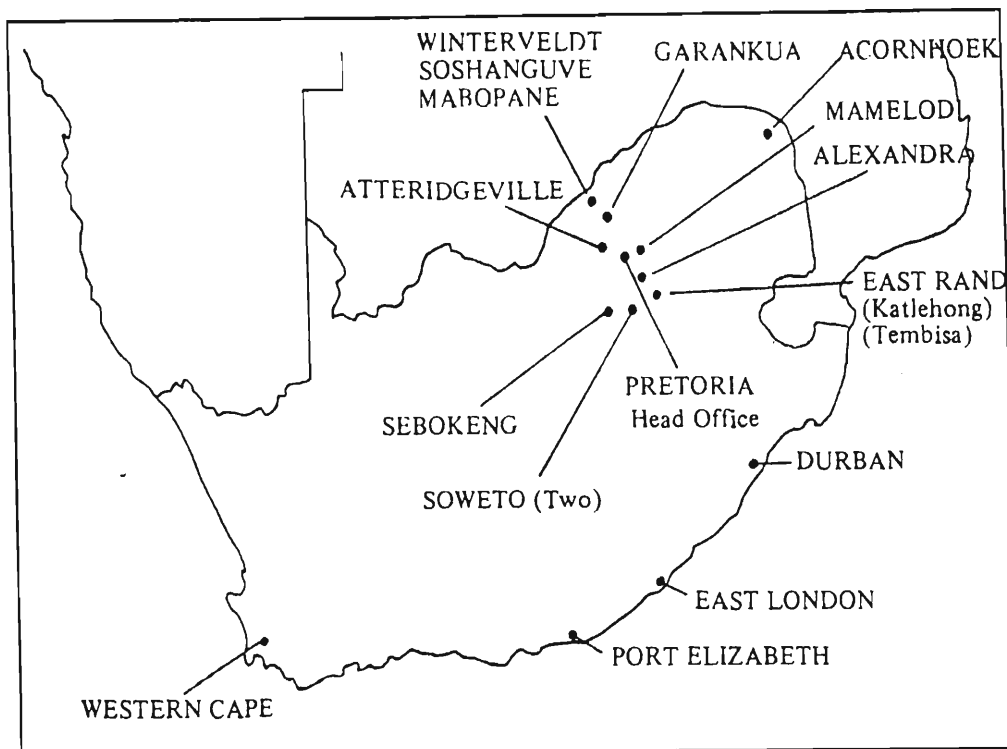 WINTERVELDT
SOSHANGUVE
MABOPANE
GARANKUA
ACORNHOEK
MAMELOD
ALEXANDRA
ATTERIDGEVILLE
EAST RAND
(Katlehong)
(Tembisa)
PRETORIA
Head Office
SEBOKENG
SOWETO (Two)
DURBAN
EAST LONDON
PORT ELIZABETH
WESTERN CAPE